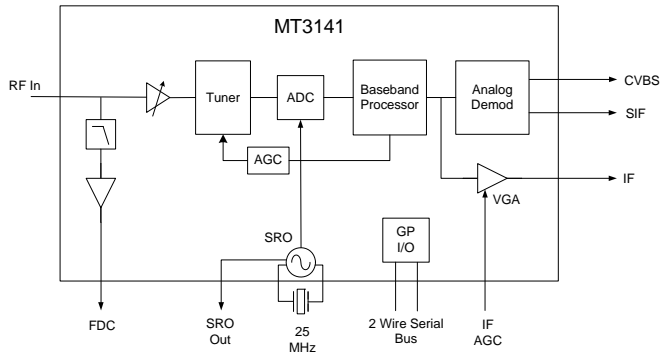 MT3141
RF In
Tuner
ADC
Baseband
Processor
Analog
Demod
CVBS
SIF
AGC
VGA
IF
SRO
GP
I/O
FDC
SRO
Out
25
MHz
2 Wire Serial
Bus
IF
AGC